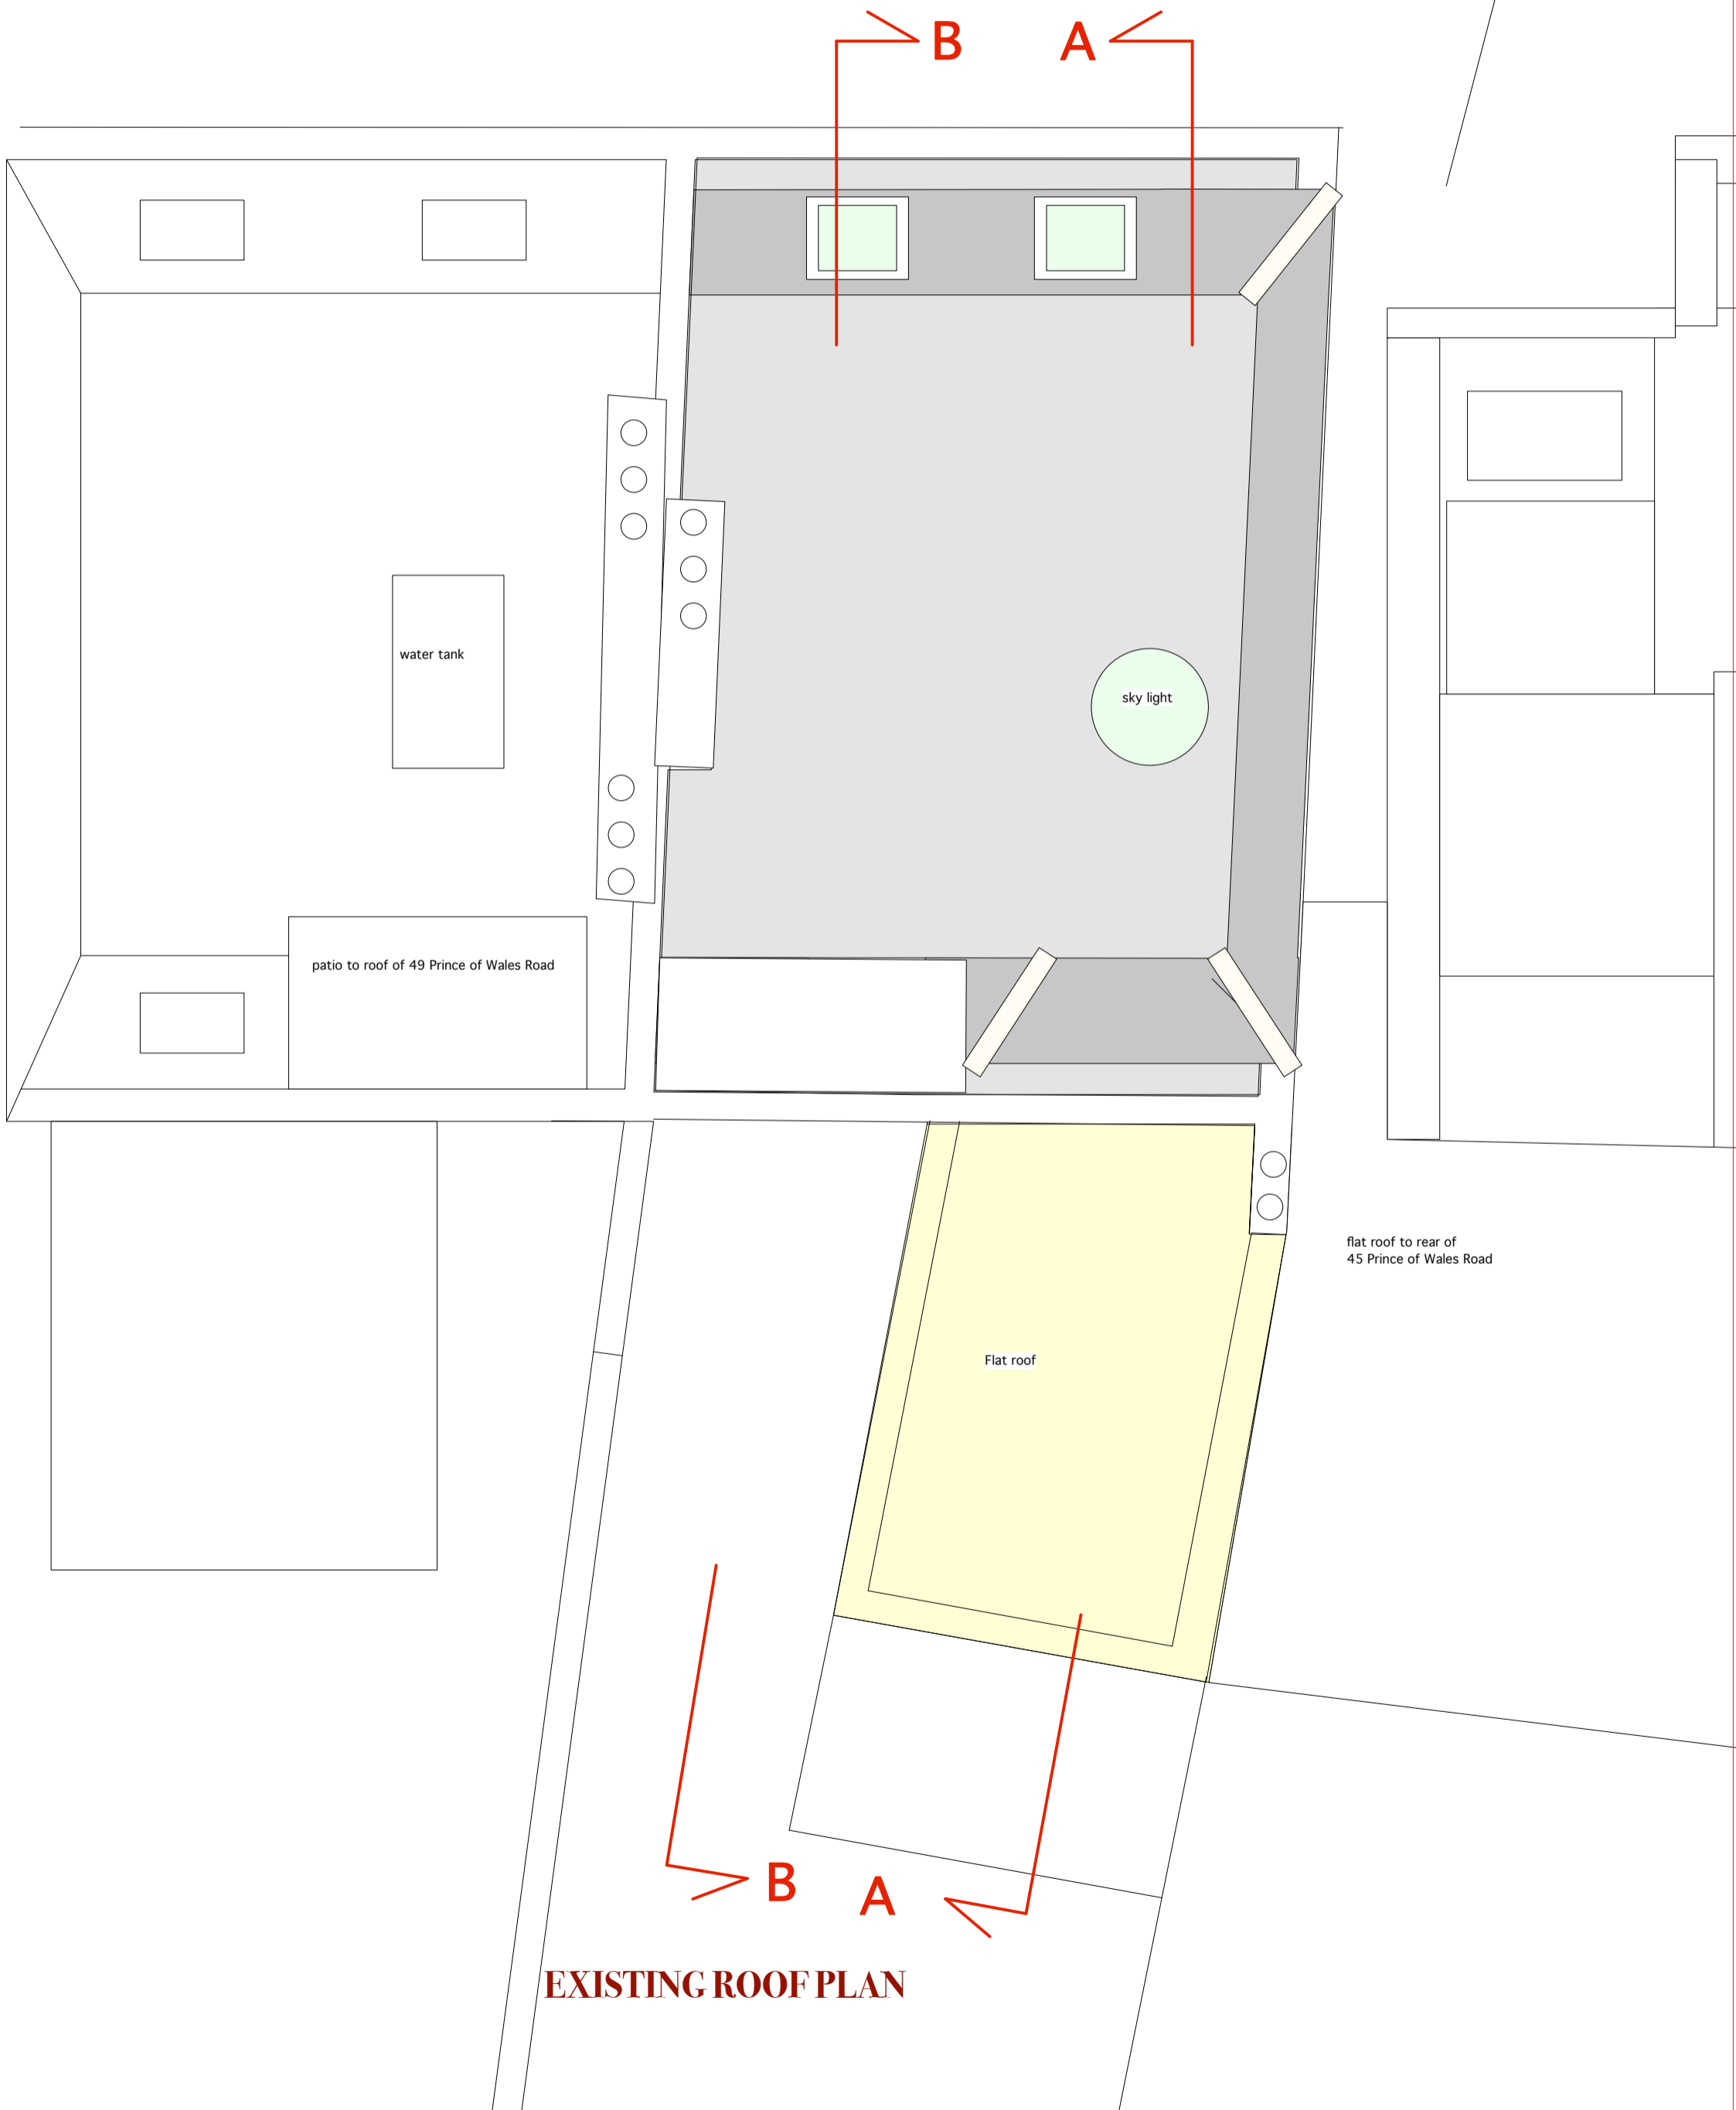 B A
water tank
sky light
patio to roof of 49 Prince of Wales Road
flat roof to rear of
45 Prince of Wales Road
Flat roof
B A
EXISTING ROOF PLAN